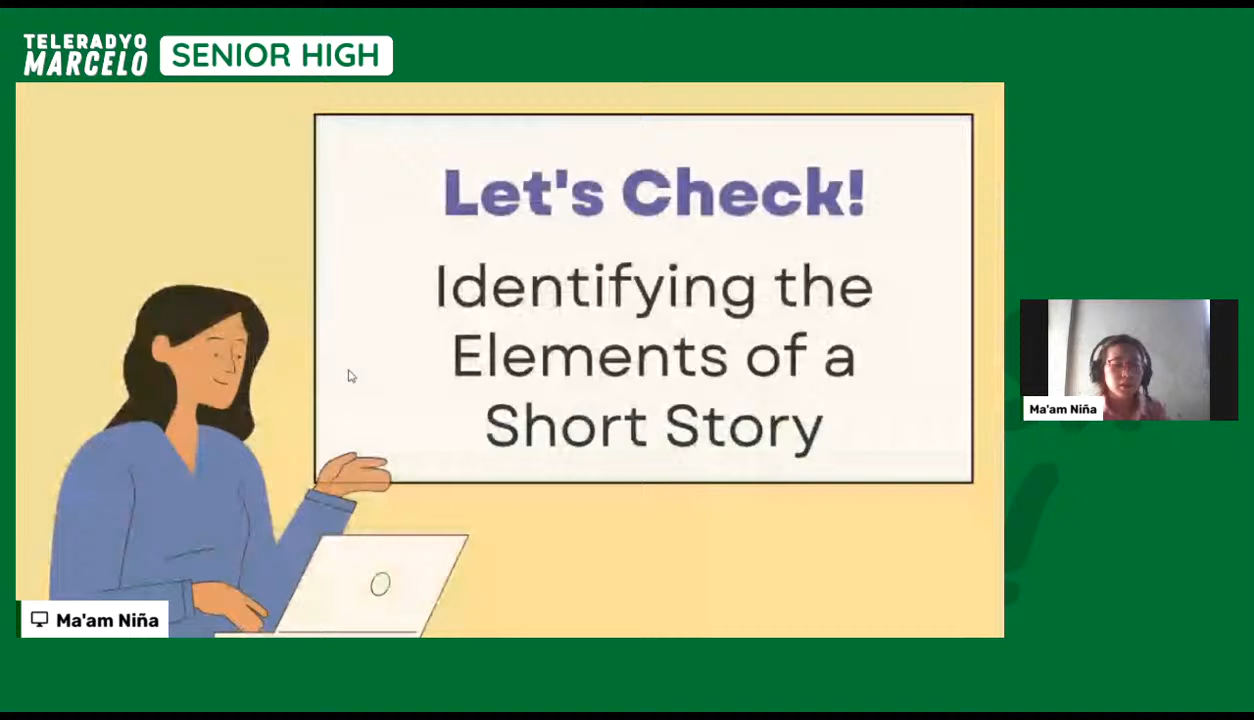 TELERADYO
MARCELO
SENIOR HIGH
Let's Check!
Identifying the
Elements of a
Short Story
Ma'am Niña
Ma'am Niña